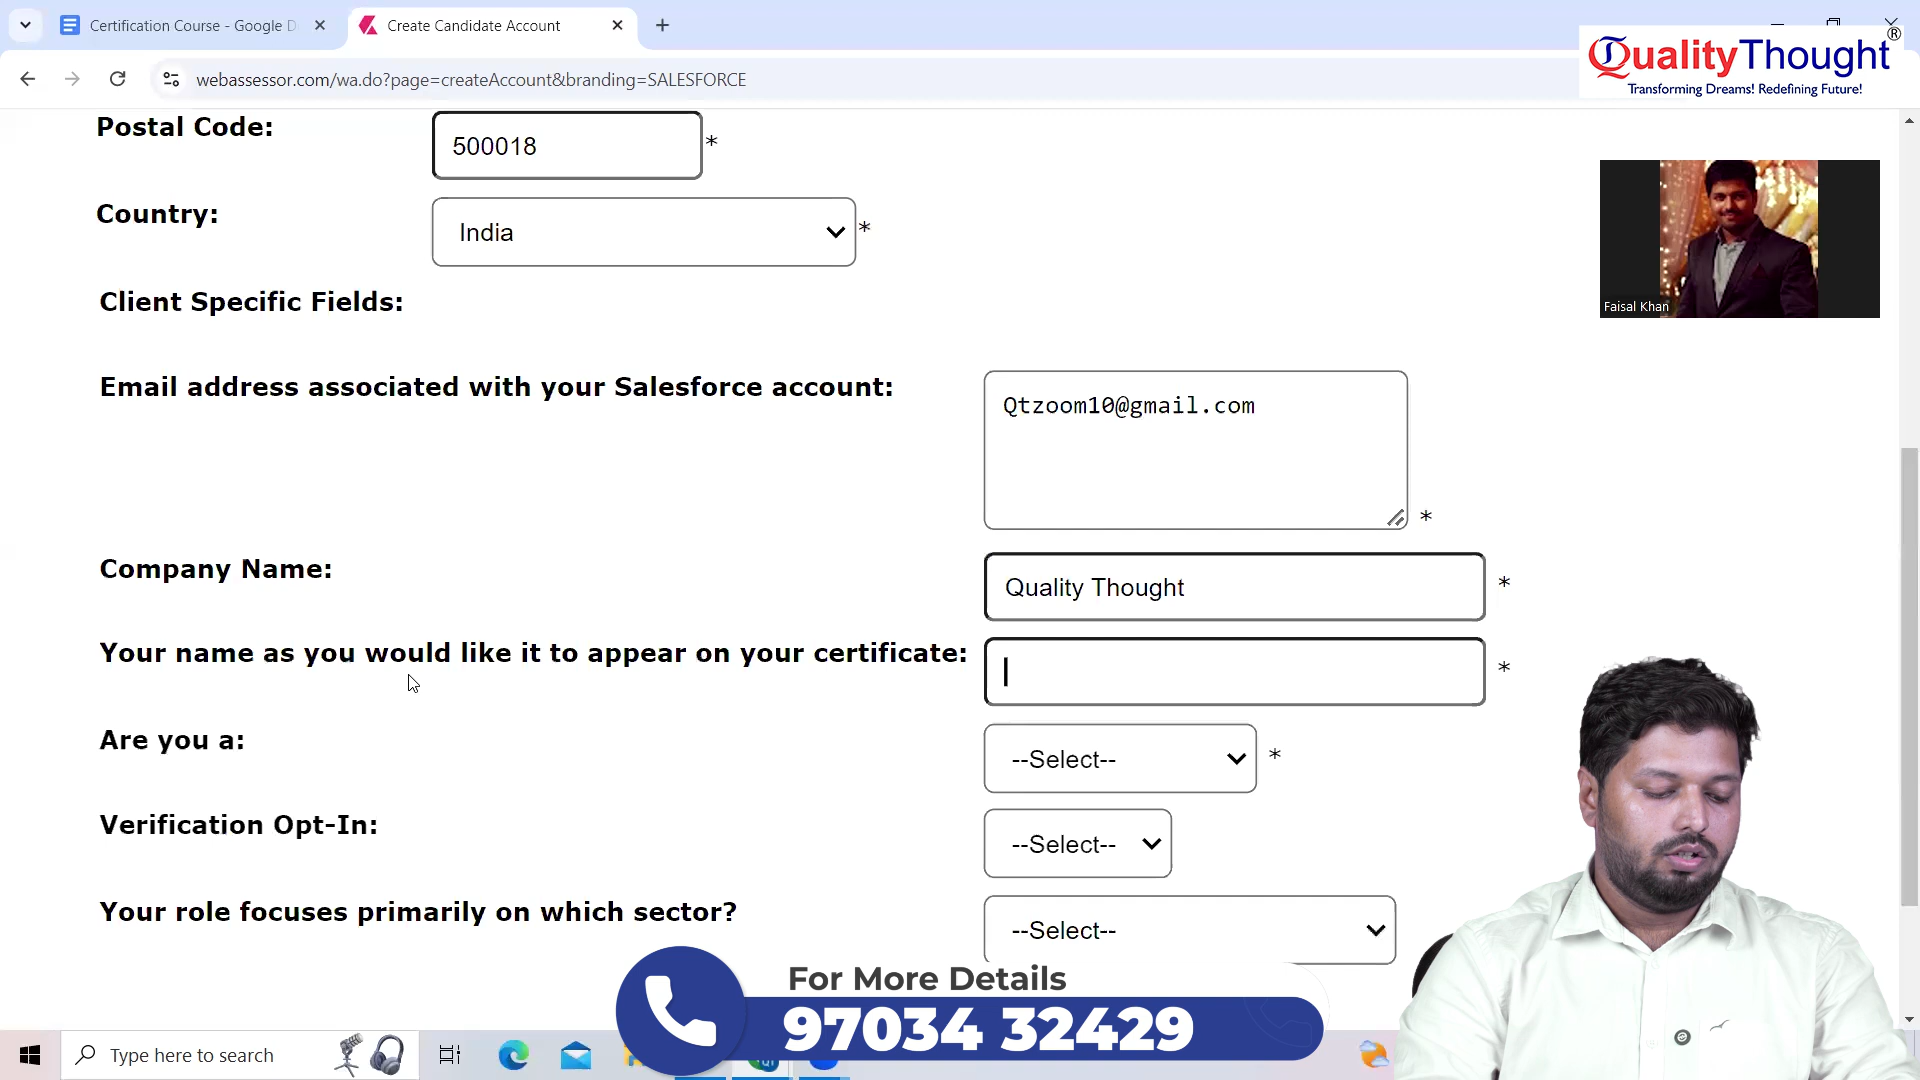 Certification Course - Google D
Create Candidate Account
webassessor.com/wa.do?page=createAccount&branding=SALESFORCE
QualityThought®
Transforming Dreams! Redefining Future!
Postal Code:
500018
*
Country:
India
*
Faisal Khan
Client Specific Fields:
Email address associated with your Salesforce account:
Qtzoom10@gmail.com
*
Company Name:
Quality Thought
*
Your name as you would like it to appear on your certificate:
*
Are you a:
--Select--
*
Verification Opt-In:
--Select--
Your role focuses primarily on which sector?
--Select--
For More Details
97034 32429
Type here to search